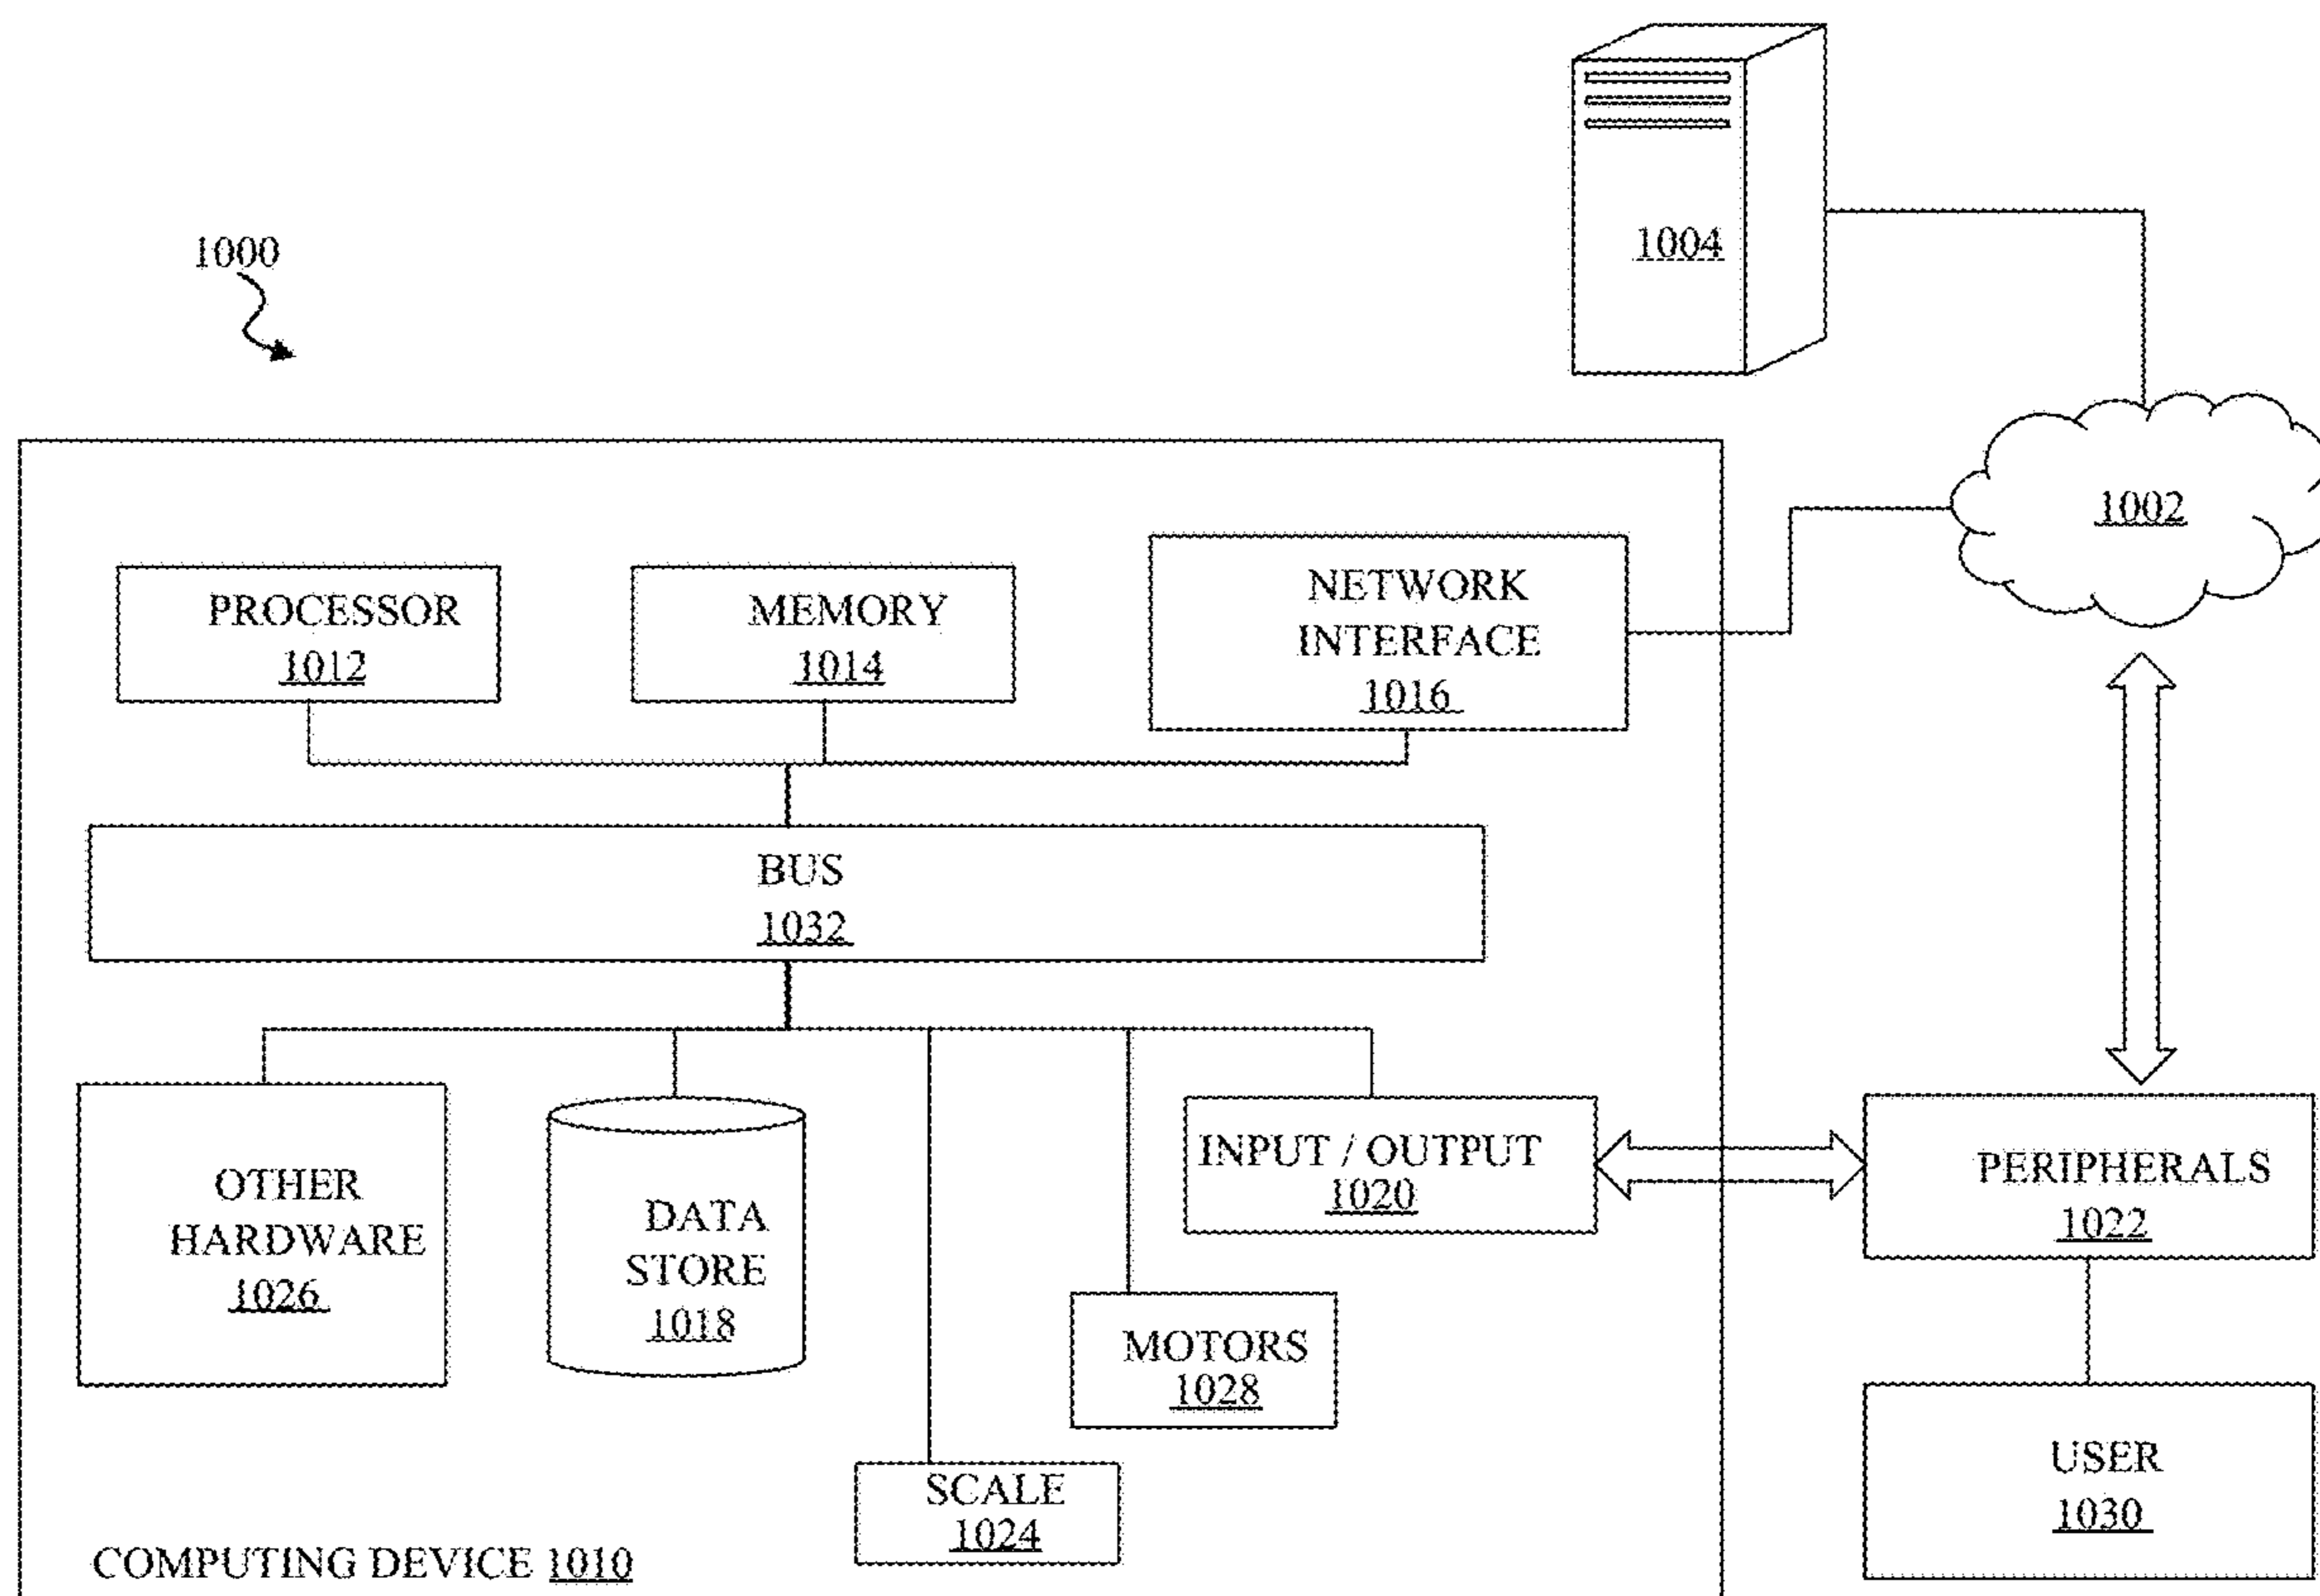 1000
1004
1002
PROCESSOR
1012
MEMORY
1014
NETWORK
INTERFACE
1016
BUS
1032
OTHER
HARDWARE
1026
DATA
STORE
1018
INPUT / OUTPUT
1020
PERIPHERALS
1022
MOTORS
1028
SCALE
1024
USER
1030
COMPUTING DEVICE 1010